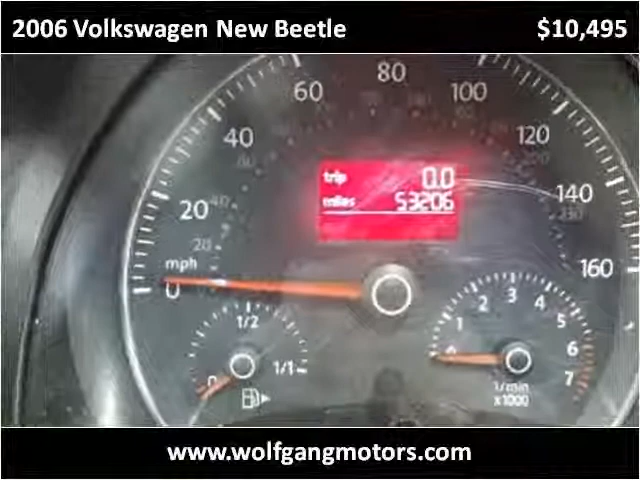 2006 Volkswagen New Beetle $10,495
80
60 100
40 120
trip 0.0
miles 53206
20 140
mph 160
1/2 1 2 3 4 5 6 7
0 1/1
1/min
x1000
www.wolfgangmotors.com